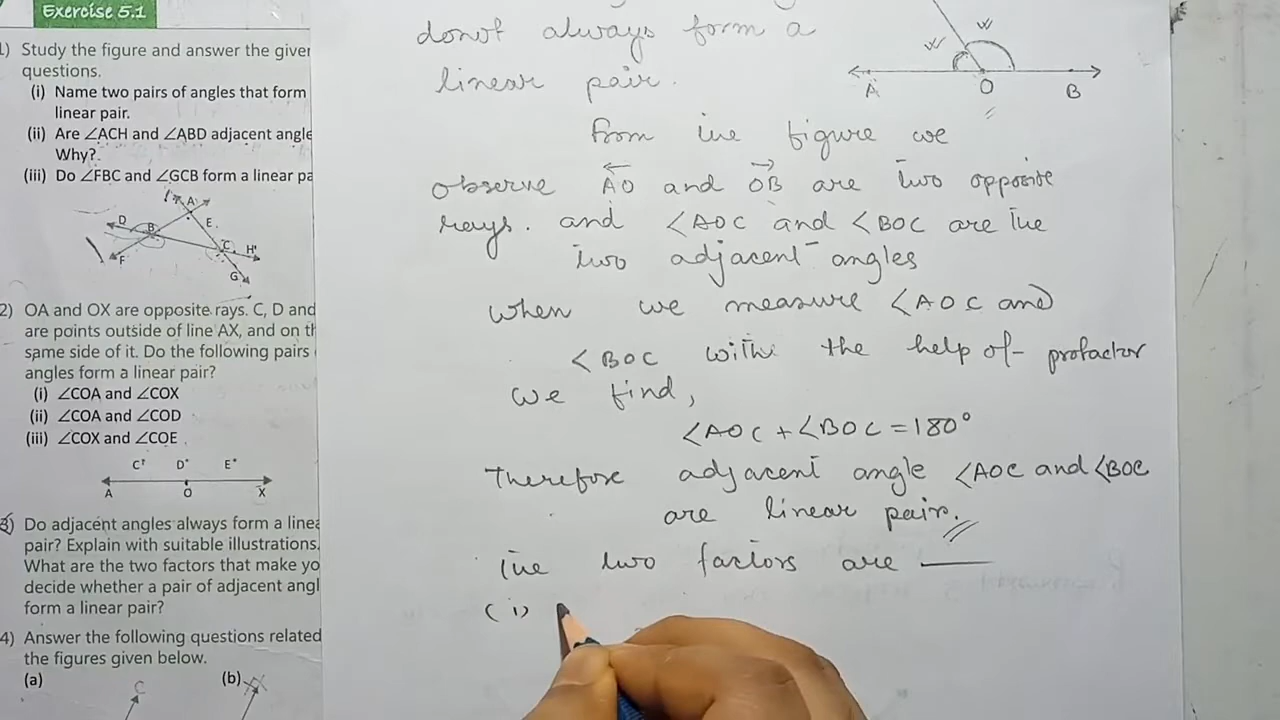 Exercise 5.1
1) Study the figure and answer the given
questions.
(i) Name two pairs of angles that form
linear pair.
(ii) Are ∠ACH and ∠ABD adjacent angle
Why?
(iii) Do ∠FBC and ∠GCB form a linear pa
A
D
B
E
C
H
F
G
2) OA and OX are opposite rays. C, D and
are points outside of line AX, and on th
same side of it. Do the following pairs
angles form a linear pair?
(i) ∠COA and ∠COX
(ii) ∠COA and ∠COD
(iii) ∠COX and ∠COE
C D E
A O X
3) Do adjacent angles always form a linea
pair? Explain with suitable illustrations.
What are the two factors that make yo
decide whether a pair of adjacent angl
form a linear pair?
4) Answer the following questions related
the figures given below.
(a) (b)
C
donot always form a
linear pair.
A O B
from the figure we
observe AO and OB are two opposite
rays. and ∠AOC and ∠BOC are the
two adjacent angles
when we measure ∠AOC and
∠BOC with the help of protactor
we find,
∠AOC + ∠BOC = 180°
Therefore adjacent angle ∠AOC and ∠BOC
are linear pair.
The two factors are —
(i)